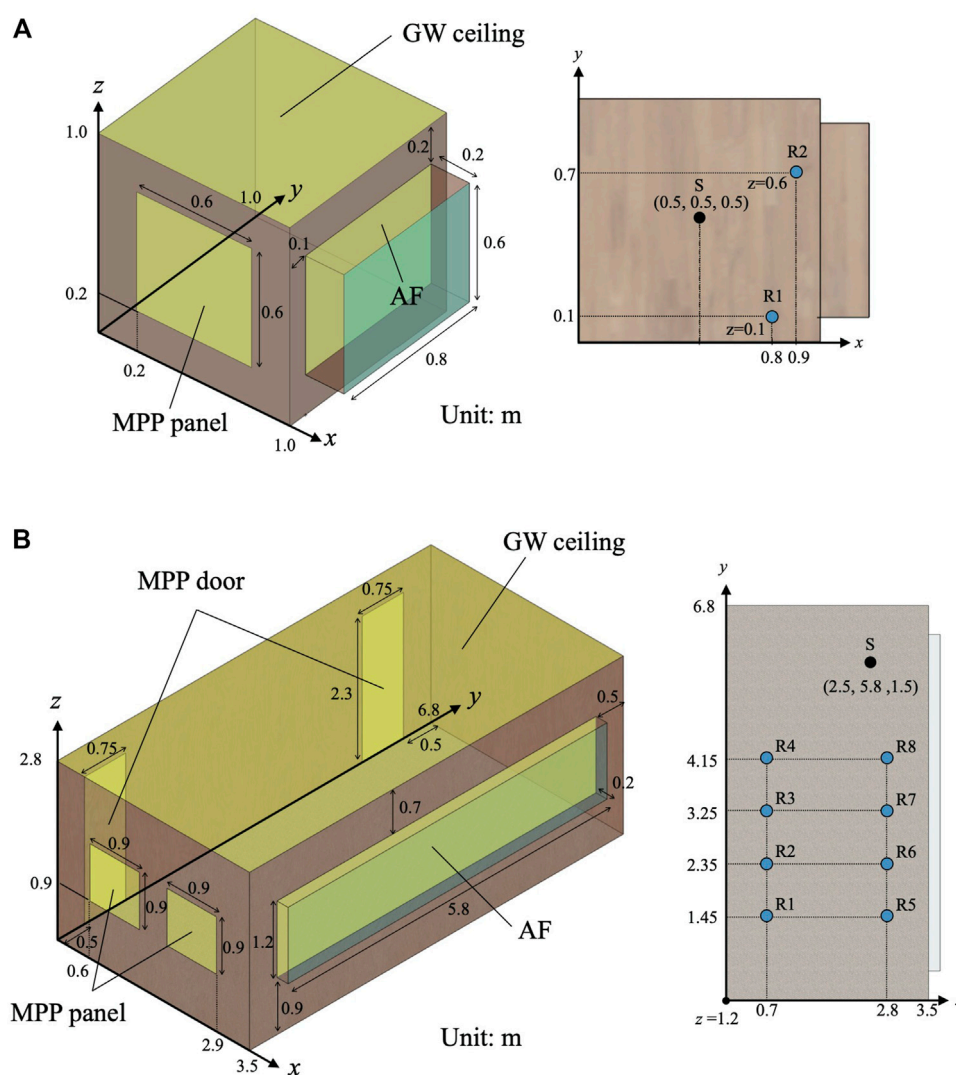 A
GW ceiling
z
1.0
0.2
0.2
y
1.0
0.6
0.1
0.6
AF
0.6
0.2
0.8
0.2
MPP panel
Unit: m
x
1.0
y
R2
0.7
z=0.6
S
(0.5, 0.5, 0.5)
R1
0.1
z=0.1
x
0.8 0.9
B
GW ceiling
MPP door
0.75
z
2.3
y
6.8
0.5
0.5
2.8
0.75
0.7
0.2
0.9
0.9
0.9
0.9
0.9
5.8
1.2
AF
0.5
0.6
0.9
MPP panel
Unit: m
2.9
3.5
x
y
6.8
S
(2.5, 5.8 ,1.5)
R4
R8
4.15
R3
R7
3.25
R2
R6
2.35
R1
R5
1.45
z =1.2
0.7
2.8
3.5